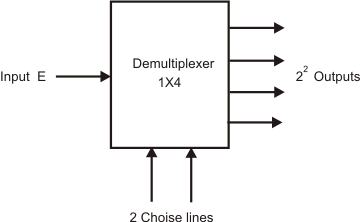 Demultiplexer
1X4
Input E
2² Outputs
2 Choise lines